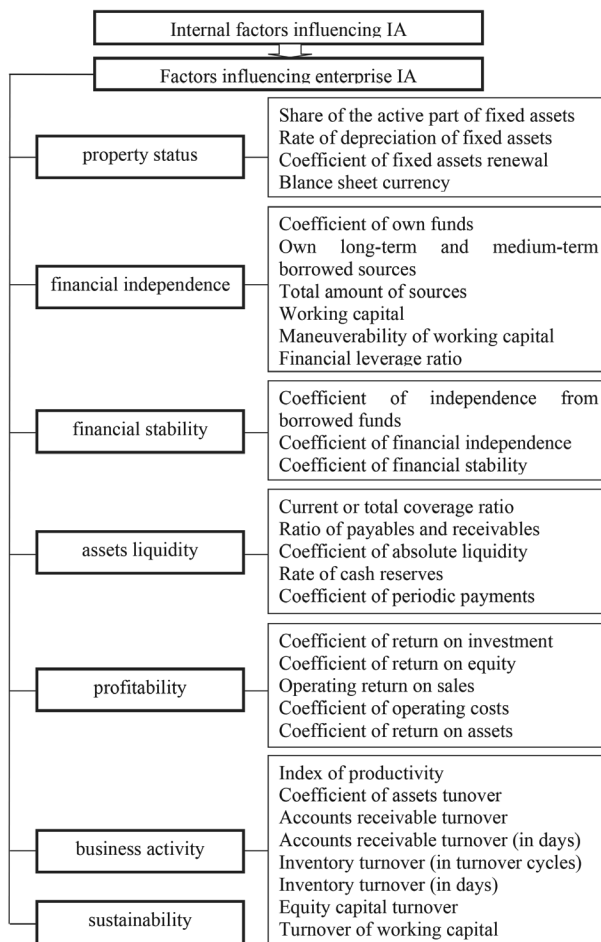 Internal factors influencing IA
Factors influencing enterprise IA
property status
Share of the active part of fixed assets
Rate of depreciation of fixed assets
Coefficient of fixed assets renewal
Blance sheet currency
financial independence
Coefficient of own funds
Own long-term and medium-term
borrowed sources
Total amount of sources
Working capital
Maneuverability of working capital
Financial leverage ratio
financial stability
Coefficient of independence from
borrowed funds
Coefficient of financial independence
Coefficient of financial stability
assets liquidity
Current or total coverage ratio
Ratio of payables and receivables
Coefficient of absolute liquidity
Rate of cash reserves
Coefficient of periodic payments
profitability
Coefficient of return on investment
Coefficient of return on equity
Operating return on sales
Coefficient of operating costs
Coefficient of return on assets
business activity
Index of productivity
Coefficient of assets tunover
Accounts receivable turnover
Accounts receivable turnover (in days)
Inventory turnover (in turnover cycles)
Inventory turnover (in days)
Equity capital turnover
Turnover of working capital
sustainability